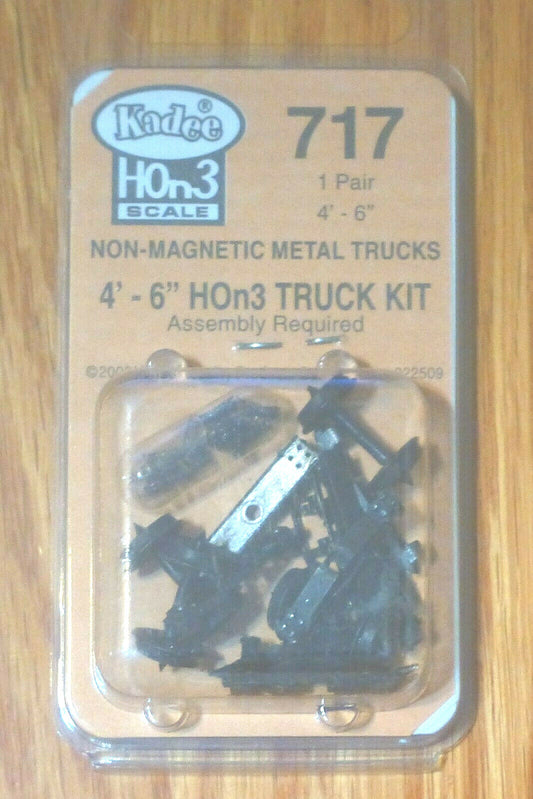 Kadee®
HOn3
SCALE
717
1 Pair
4' - 6"
NON-MAGNETIC METAL TRUCKS
4' - 6" HOn3 TRUCK KIT
Assembly Required